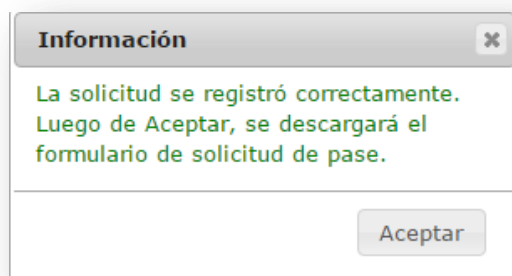 Información
La solicitud se registró correctamente.
Luego de Aceptar, se descargará el
formulario de solicitud de pase.
Aceptar